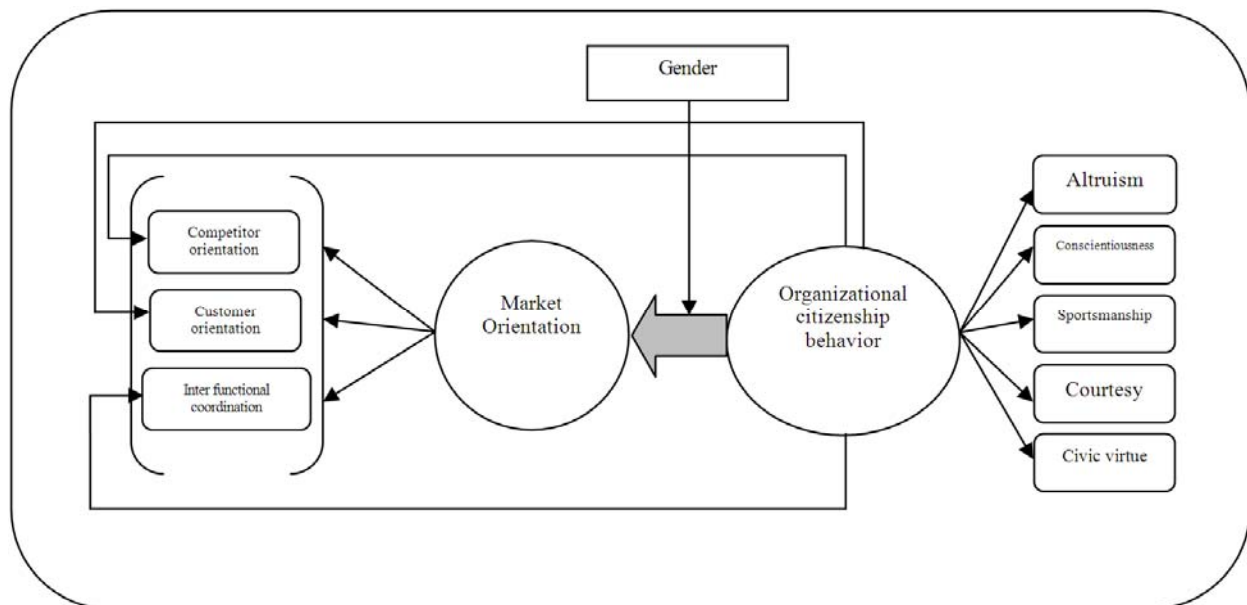 Gender
Competitor
orientation
Customer
orientation
Inter functional
coordination
Market
Orientation
Organizational
citizenship
behavior
Altruism
Conscientiousness
Sportsmanship
Courtesy
Civic virtue